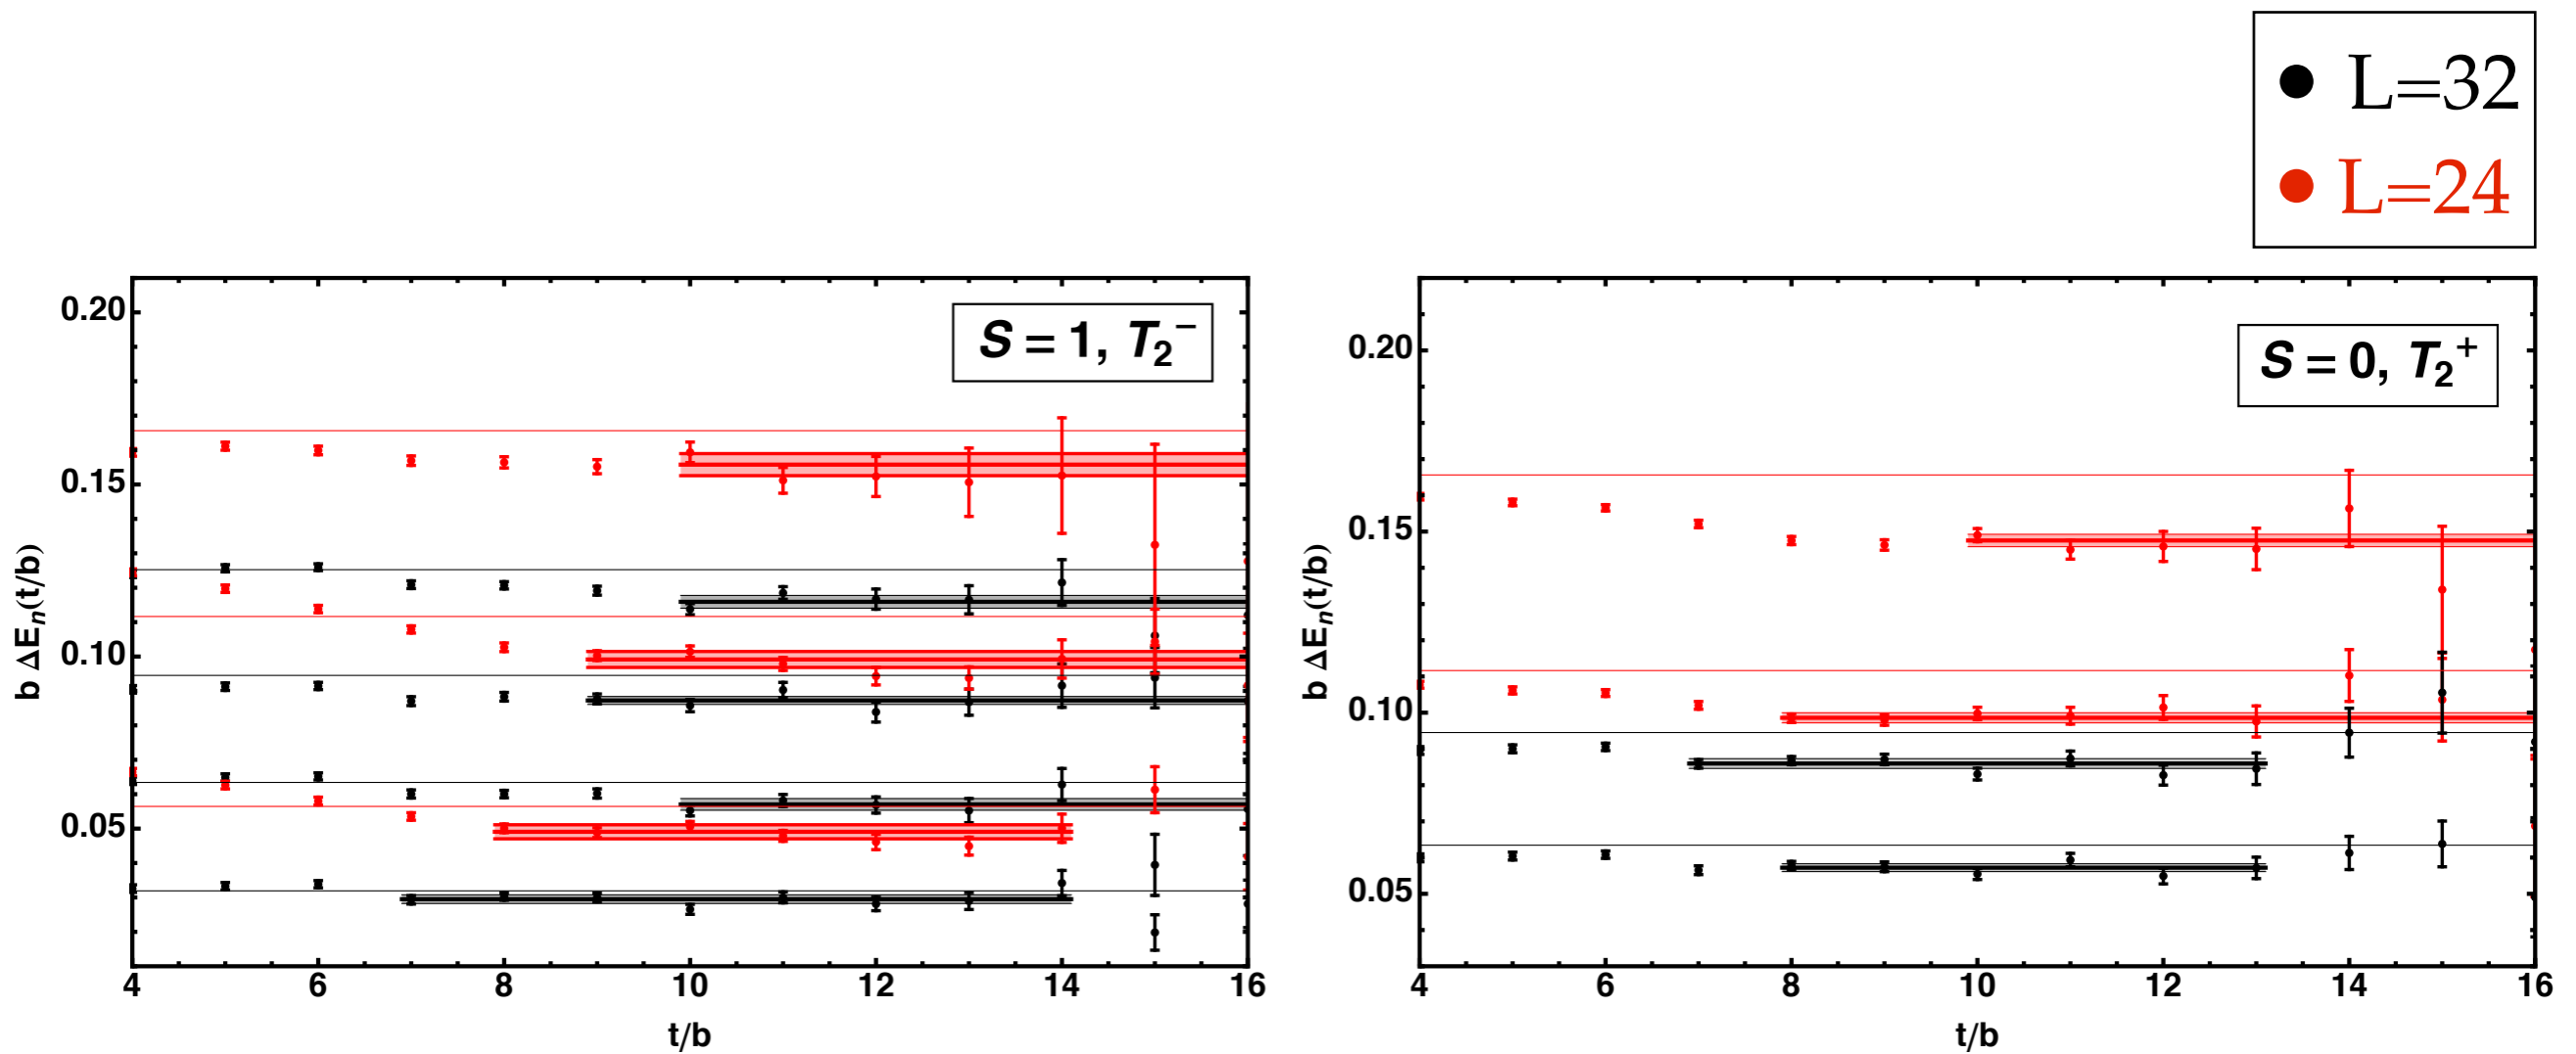 L=32
L=24
S = 1, T₂⁻
0.20
0.15
0.10
0.05
b ΔEₙ(t/b)
4 6 8 10 12 14 16
t/b
S = 0, T₂⁺
0.20
0.15
0.10
0.05
b ΔEₙ(t/b)
4 6 8 10 12 14 16
t/b